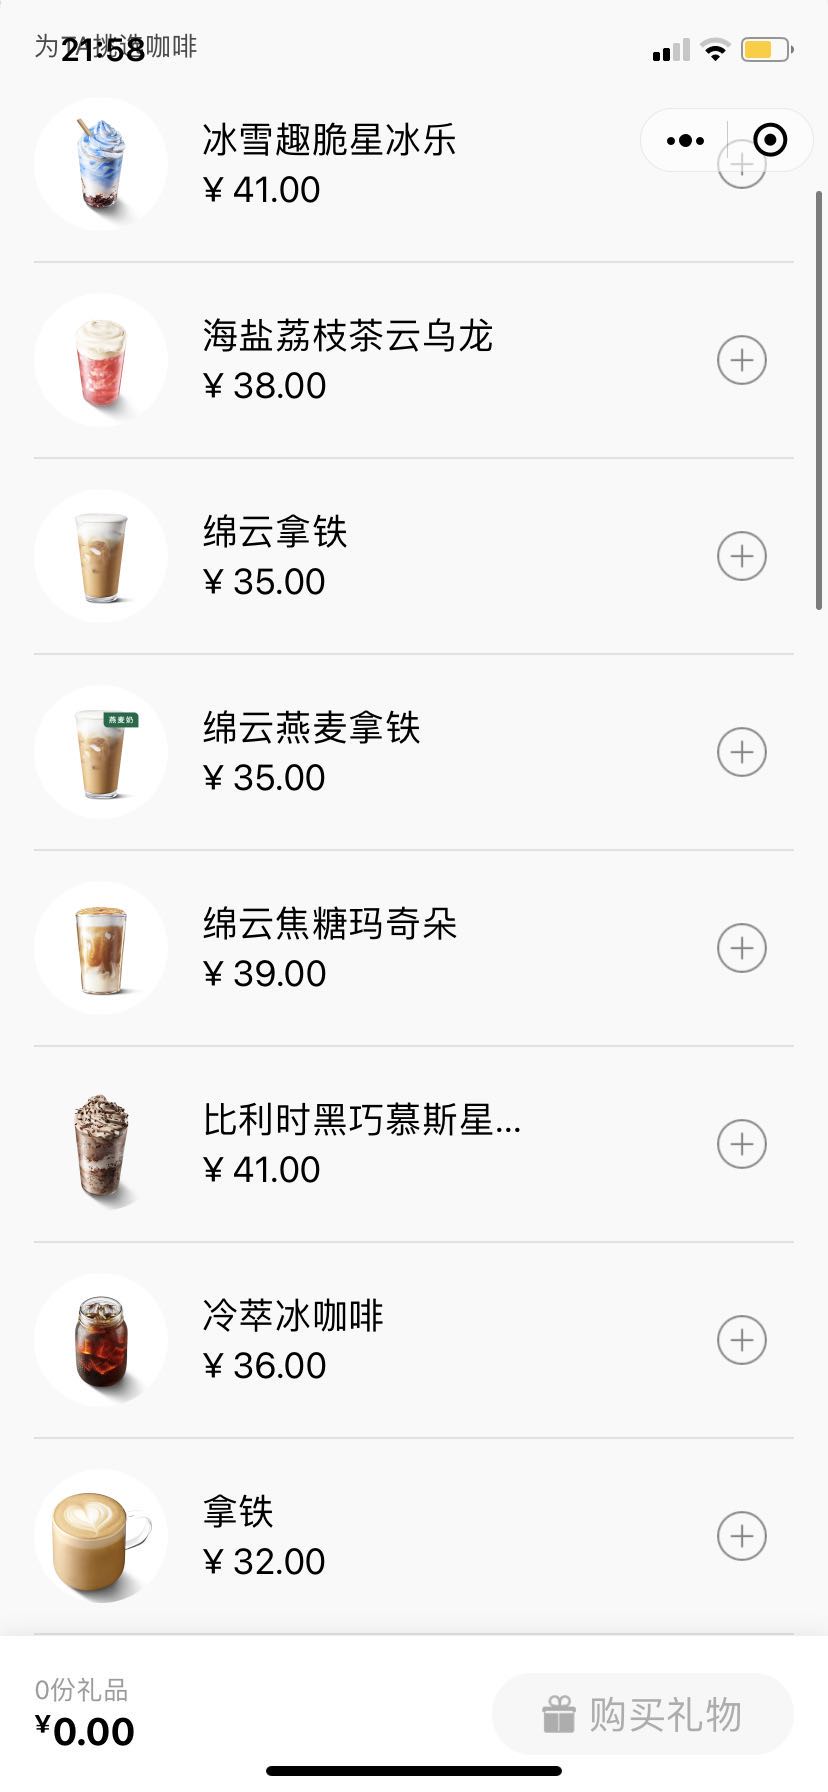 为TA挑选咖啡
21:58
冰雪趣脆星冰乐
¥ 41.00
海盐荔枝茶云乌龙
¥ 38.00
绵云拿铁
¥ 35.00
燕麦奶
绵云燕麦拿铁
¥ 35.00
绵云焦糖玛奇朵
¥ 39.00
比利时黑巧慕斯星...
¥ 41.00
冷萃冰咖啡
¥ 36.00
拿铁
¥ 32.00
0份礼品
¥0.00
购买礼物